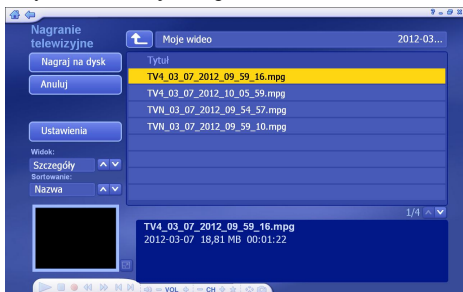 Nagranie
telewizyjne
Moje wideo 2012-03...
Nagraj na dysk
Tytuł
Anuluj
TV4_03_07_2012_09_59_16.mpg
TV4_03_07_2012_10_05_59.mpg
TVN_03_07_2012_09_54_57.mpg
TVN_03_07_2012_09_59_10.mpg
Ustawienia
Widok:
Szczegóły
Sortowanie:
Nazwa
1/4
TV4_03_07_2012_09_59_16.mpg
2012-03-07 18,81 MB 00:01:22
VOL CH